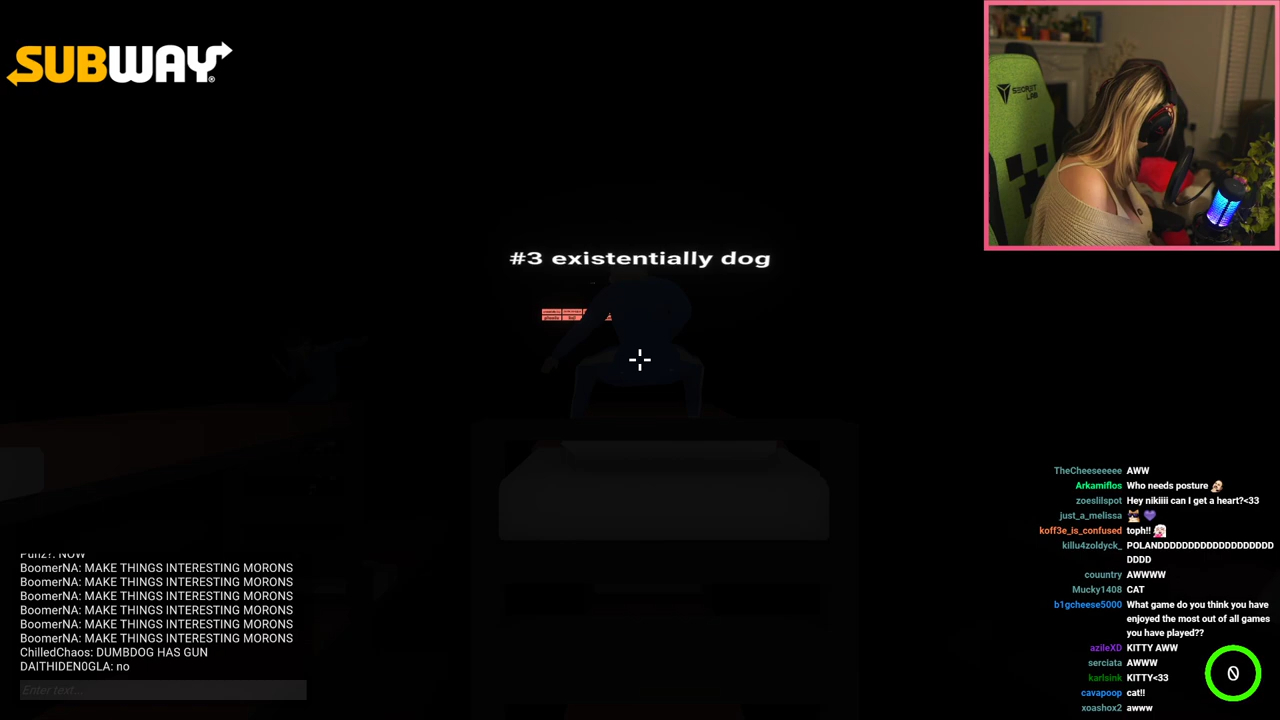 SUBWAY
SECRET LAB
#3 existentially dog
BoomerNA: MAKE THINGS INTERESTING MORONS
BoomerNA: MAKE THINGS INTERESTING MORONS
BoomerNA: MAKE THINGS INTERESTING MORONS
BoomerNA: MAKE THINGS INTERESTING MORONS
BoomerNA: MAKE THINGS INTERESTING MORONS
BoomerNA: MAKE THINGS INTERESTING MORONS
ChilledChaos: DUMBDOG HAS GUN
DAITHIDEN0GLA: no
Enter text...
TheCheeseeeee AWW
Arkamiflos Who needs posture
zoeslilspot Hey nikiiii can I get a heart?<33
just_a_melissa
koff3e_is_confused toph!!
killu4zoldyck_ POLANDDDDDDDDDDDDDDDDDDD
DDDD
couuntry AWWWW
Mucky1408 CAT
b1gcheese5000 What game do you think you have
enjoyed the most out of all games
you have played??
azileXD KITTY AWW
serciata AWWW
karlsink KITTY<33
cavapoop cat!!
xoashox2 awww
0